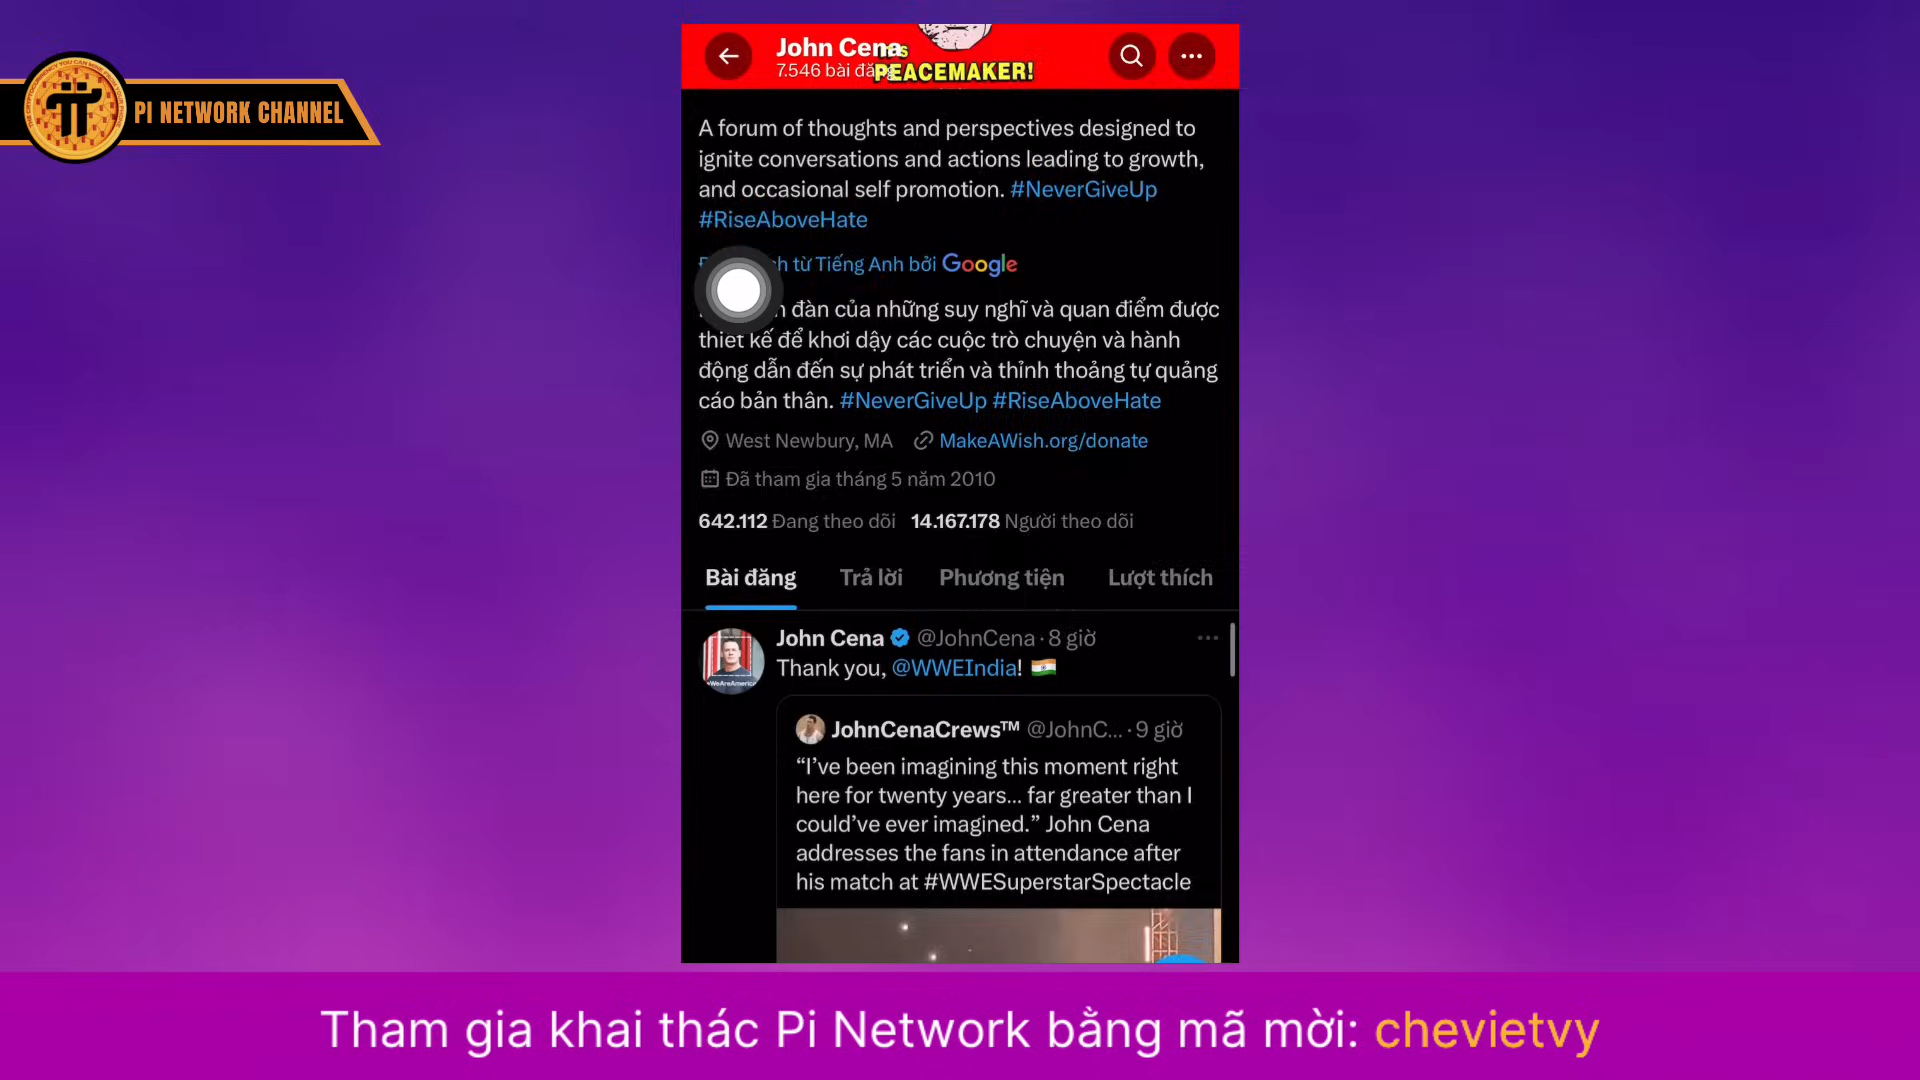 PI NETWORK CHANNEL
John Cena
7.546 bài đăng
PEACEMAKER!
A forum of thoughts and perspectives designed to
ignite conversations and actions leading to growth,
and occasional self promotion. #NeverGiveUp
#RiseAboveHate
từ Tiếng Anh bởi Google
đàn của những suy nghĩ và quan điểm được
thiết kế để khơi dậy các cuộc trò chuyện và hành
động dẫn đến sự phát triển và thỉnh thoảng tự quảng
cáo bản thân. #NeverGiveUp #RiseAboveHate
West Newbury, MA MakeAWish.org/donate
Đã tham gia tháng 5 năm 2010
642.112 Đang theo dõi 14.167.178 Người theo dõi
Bài đăng Trả lời Phương tiện Lượt thích
John Cena @JohnCena · 8 giờ
Thank you, @WWEIndia!
JohnCenaCrews™ @JohnC... · 9 giờ
“I’ve been imagining this moment right
here for twenty years... far greater than I
could’ve ever imagined.” John Cena
addresses the fans in attendance after
his match at #WWESuperstarSpectacle
Tham gia khai thác Pi Network bằng mã mời: chevietvy